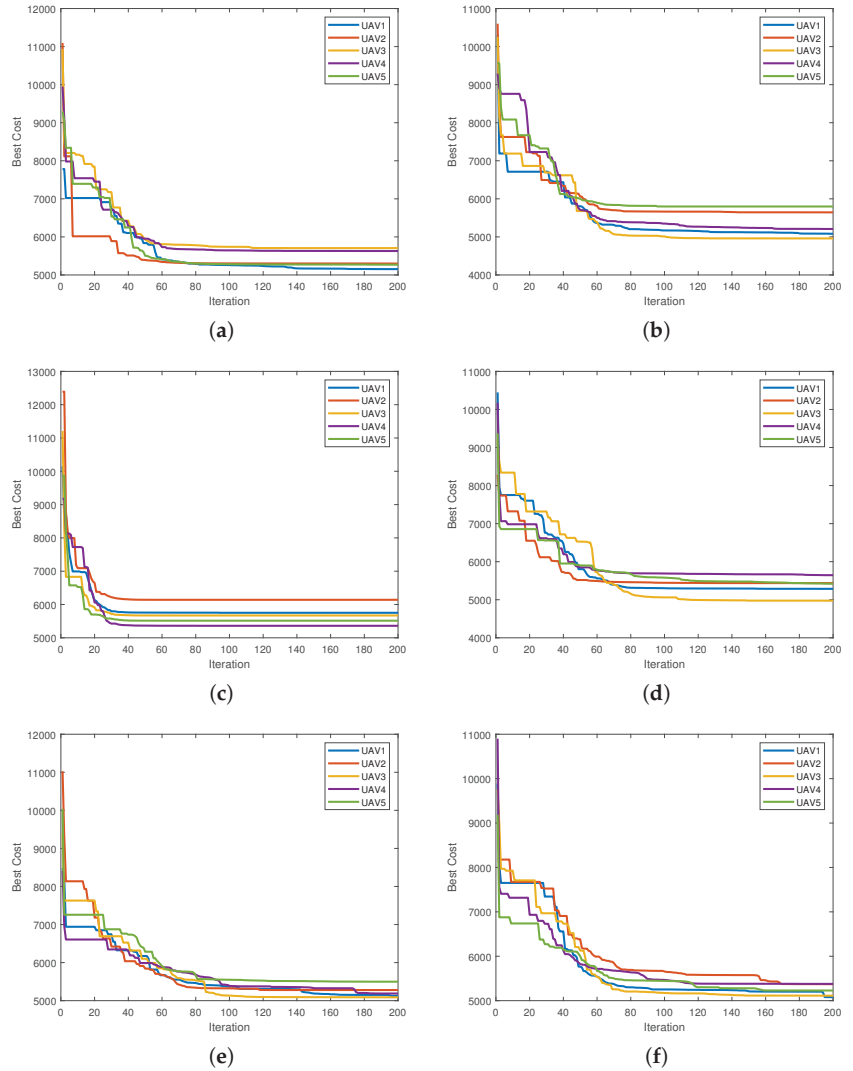 12000
11000
10000
9000
8000
7000
6000
5000
Best Cost
0 20 40 60 80 100 120 140 160 180 200
Iteration
UAV1
UAV2
UAV3
UAV4
UAV5
(a)
11000
10000
9000
8000
7000
6000
5000
4000
Best Cost
0 20 40 60 80 100 120 140 160 180 200
Iteration
UAV1
UAV2
UAV3
UAV4
UAV5
(b)
13000
12000
11000
10000
9000
8000
7000
6000
5000
Best Cost
0 20 40 60 80 100 120 140 160 180 200
Iteration
UAV1
UAV2
UAV3
UAV4
UAV5
(c)
11000
10000
9000
8000
7000
6000
5000
4000
Best Cost
0 20 40 60 80 100 120 140 160 180 200
Iteration
UAV1
UAV2
UAV3
UAV4
UAV5
(d)
12000
11000
10000
9000
8000
7000
6000
5000
Best Cost
0 20 40 60 80 100 120 140 160 180 200
Iteration
UAV1
UAV2
UAV3
UAV4
UAV5
(e)
11000
10000
9000
8000
7000
6000
5000
Best Cost
0 20 40 60 80 100 120 140 160 180 200
Iteration
UAV1
UAV2
UAV3
UAV4
UAV5
(f)